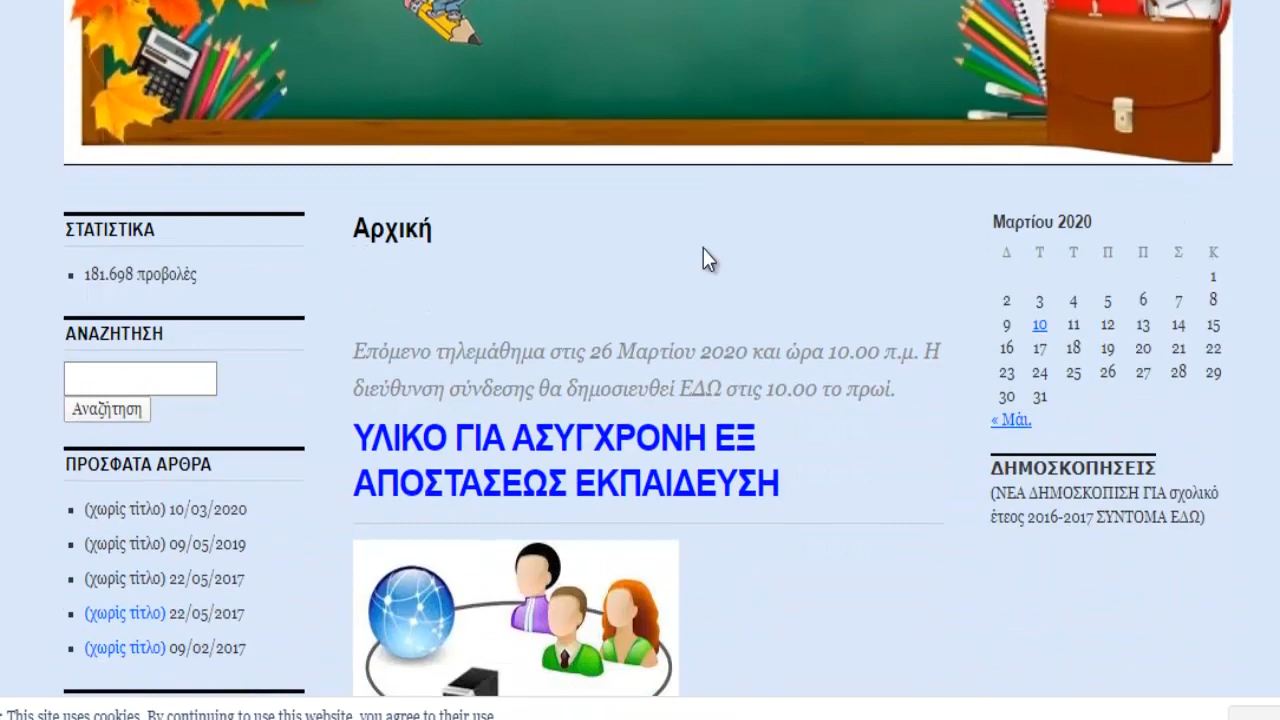 ΣΤΑΤΙΣΤΙΚΑ
181.698 προβολές
ΑΝΑΖΗΤΗΣΗ
Αναζήτηση
ΠΡΟΣΦΑΤΑ ΑΡΘΡΑ
(χωρίς τίτλο) 10/03/2020
(χωρίς τίτλο) 09/05/2019
(χωρίς τίτλο) 22/05/2017
(χωρίς τίτλο) 22/05/2017
(χωρίς τίτλο) 09/02/2017
Αρχική
Επόμενο τηλεμάθημα στις 26 Μαρτίου 2020 και ώρα 10.00 π.μ. Η
διεύθυνση σύνδεσης θα δημοσιευθεί ΕΔΩ στις 10.00 το πρωί.
ΥΛΙΚΟ ΓΙΑ ΑΣΥΓΧΡΟΝΗ ΕΞ
ΑΠΟΣΤΑΣΕΩΣ ΕΚΠΑΙΔΕΥΣΗ
Μαρτίου 2020
Δ Τ Τ Π Π Σ Κ
1
2 3 4 5 6 7 8
9 10 11 12 13 14 15
16 17 18 19 20 21 22
23 24 25 26 27 28 29
30 31
« Μάι.
ΔΗΜΟΣΚΟΠΗΣΕΙΣ
(ΝΕΑ ΔΗΜΟΣΚΟΠΙΣΗ ΓΙΑ σχολικό
έτεος 2016-2017 ΣΥΝΤΟΜΑ ΕΔΩ)
: This site uses cookies. By continuing to use this website, you agree to their use.